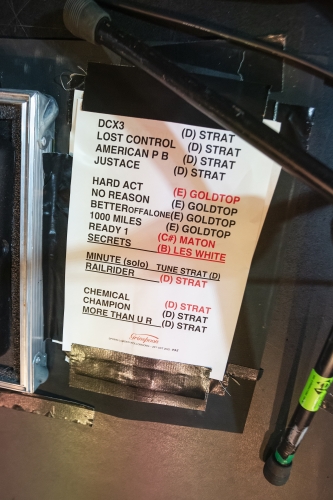 DCX3 (D) STRAT
LOST CONTROL (D) STRAT
AMERICAN P B (D) STRAT
JUSTACE (D) STRAT
HARD ACT (E) GOLDTOP
NO REASON (E) GOLDTOP
BETTEROFFALONE(E) GOLDTOP
1000 MILES (E) GOLDTOP
READY 1 (C#) MATON
SECRETS (B) LES WHITE
MINUTE (solo) TUNE STRAT (D)
RAILRIDER (D) STRAT
CHEMICAL (D) STRAT
CHAMPION (D) STRAT
MORE THAN U R (D) STRAT